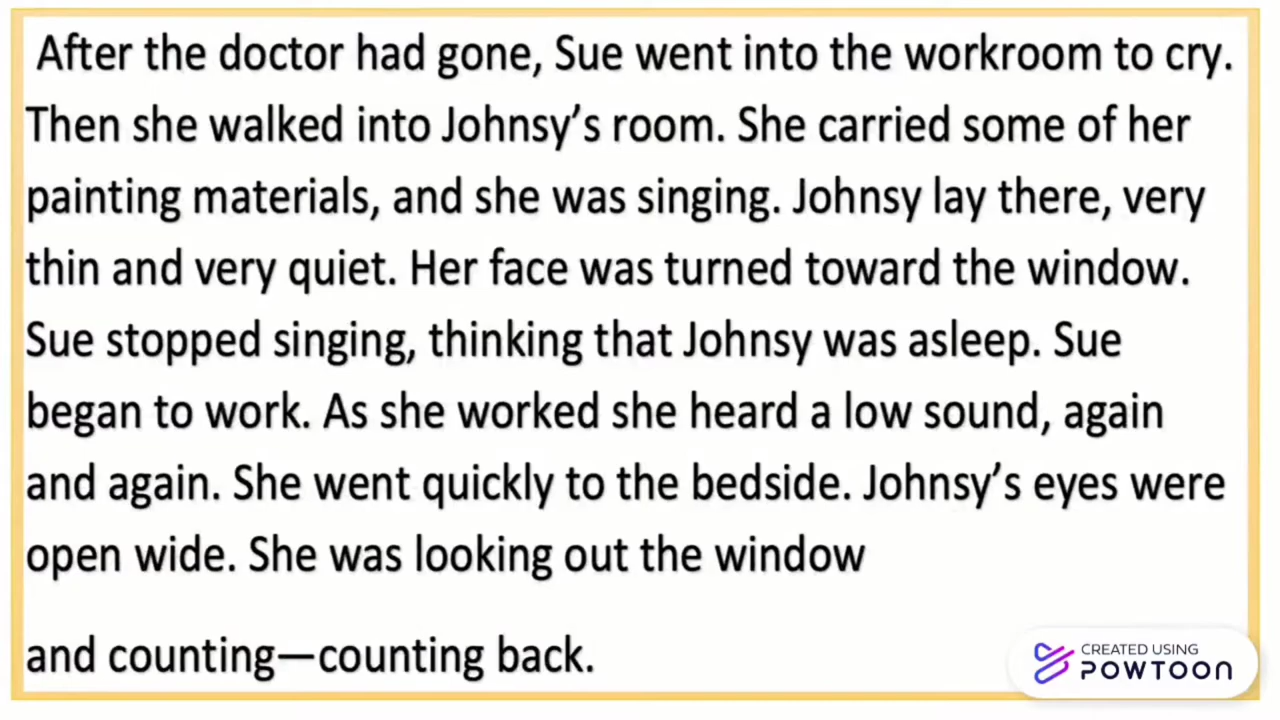 After the doctor had gone, Sue went into the workroom to cry.
Then she walked into Johnsy’s room. She carried some of her
painting materials, and she was singing. Johnsy lay there, very
thin and very quiet. Her face was turned toward the window.
Sue stopped singing, thinking that Johnsy was asleep. Sue
began to work. As she worked she heard a low sound, again
and again. She went quickly to the bedside. Johnsy’s eyes were
open wide. She was looking out the window
and counting—counting back.
CREATED USING
POWTOON